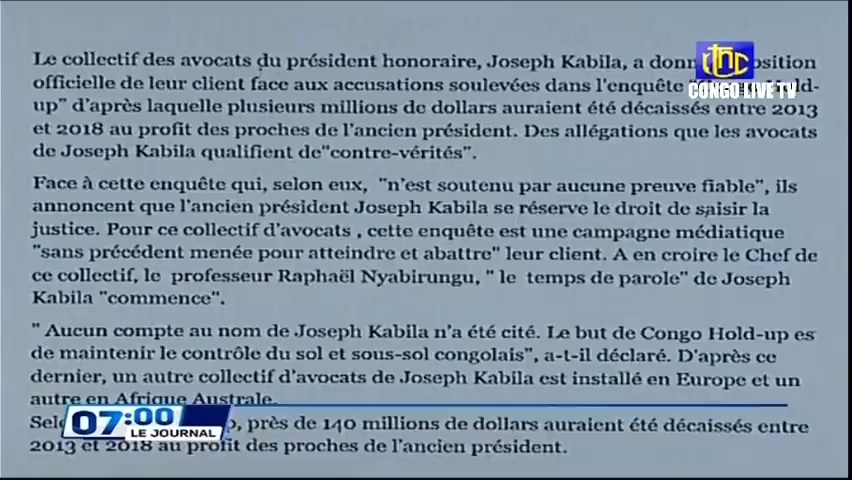 Le collectif des avocats du président honoraire, Joseph Kabila, a donn osition
officielle de leur client face aux accusations soulevées dans l'enquête Hold-
CONGO LIVE TV
up" d'après laquelle plusieurs millions de dollars auraient été décaissés entre 2013
et 2018 au profit des proches de l'ancien président. Des allégations que les avocats
de Joseph Kabila qualifient de"contre-vérités".
Face à cette enquête qui, selon eux, "n'est soutenu par aucune preuve fiable", ils
annoncent que l'ancien président Joseph Kabila se réserve le droit de saisir la
justice. Pour ce collectif d'avocats , cette enquête est une campagne médiatique
"sans précédent menée pour atteindre et abattre" leur client. A en croire le Chef de
ce collectif, le professeur Raphaël Nyabirungu, " le temps de parole" de Joseph
Kabila "commence".
" Aucun compte au nom de Joseph Kabila n'a été cité. Le but de Congo Hold-up es
de maintenir le contrôle du sol et sous-sol congolais", a-t-il déclaré. D'après ce
dernier, un autre collectif d'avocats de Joseph Kabila est installé en Europe et un
autre en Afrique Australe.
07:00
LE JOURNAL
Sel p, près de 140 millions de dollars auraient été décaissés entre
2013 et 2018 au profit des proches de l'ancien président.